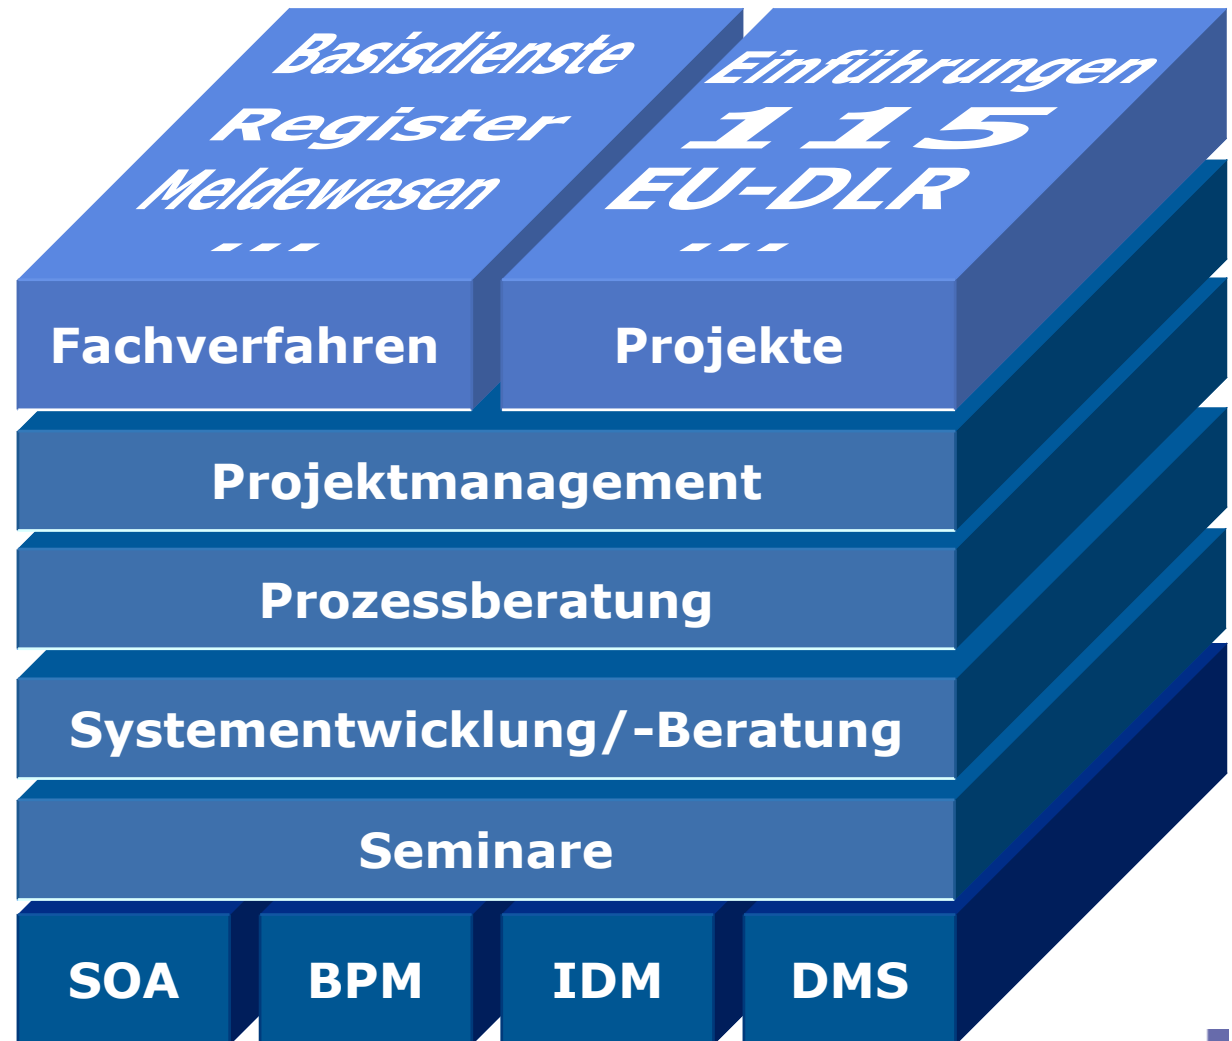 Basisdienste
Register
Meldewesen
...
Einführungen
115
EU-DLR
...
Fachverfahren
Projekte
Projektmanagement
Prozessberatung
Systementwicklung/-Beratung
Seminare
SOA
BPM
IDM
DMS